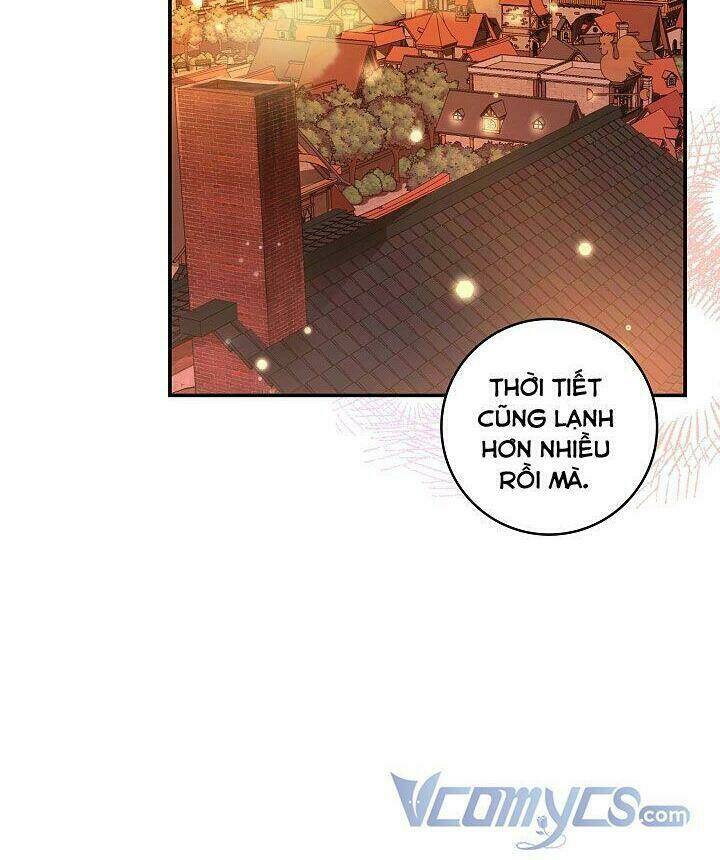 THỜI TIẾT
CŨNG LẠNH
HƠN NHIỀU
RỒI MÀ.
VCOMYCS.com